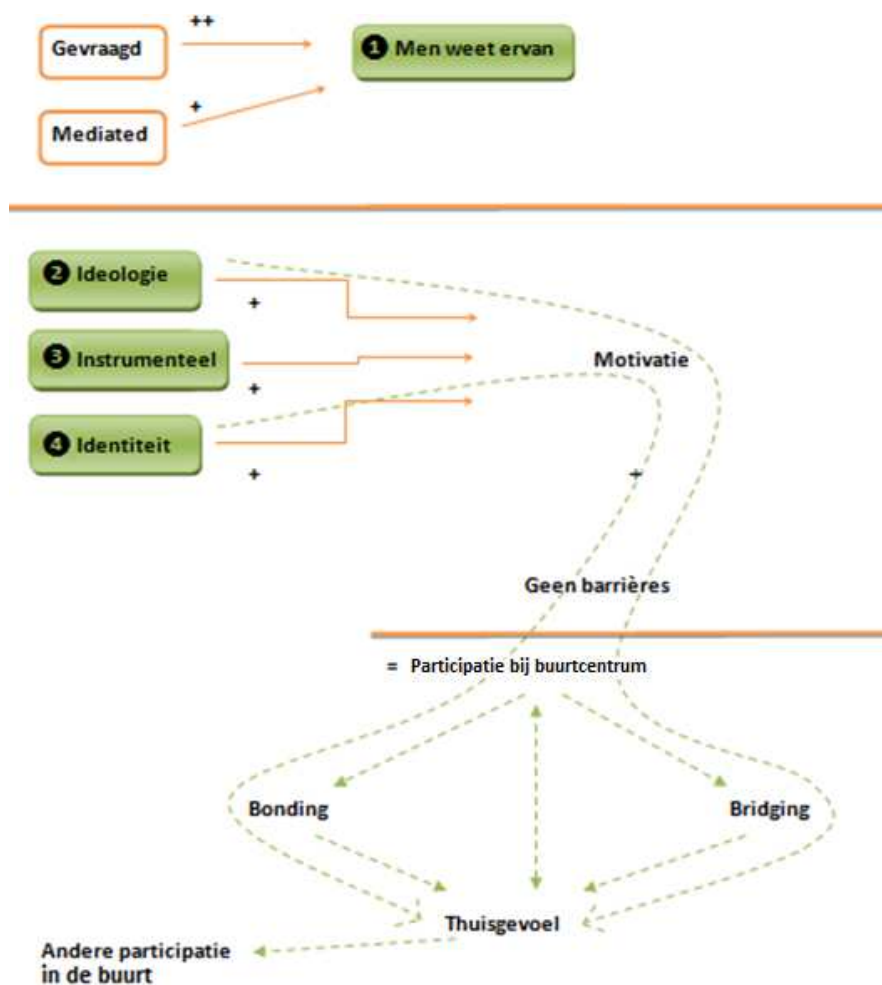 ++
Gevraagd
❶ Men weet ervan
+
Mediated
❷ Ideologie
+
❸ Instrumenteel
Motivatie
+
❹ Identiteit
+
+
Geen barrières
= Participatie bij buurtcentrum
Bonding
Bridging
Thuisgevoel
Andere participatie
in de buurt